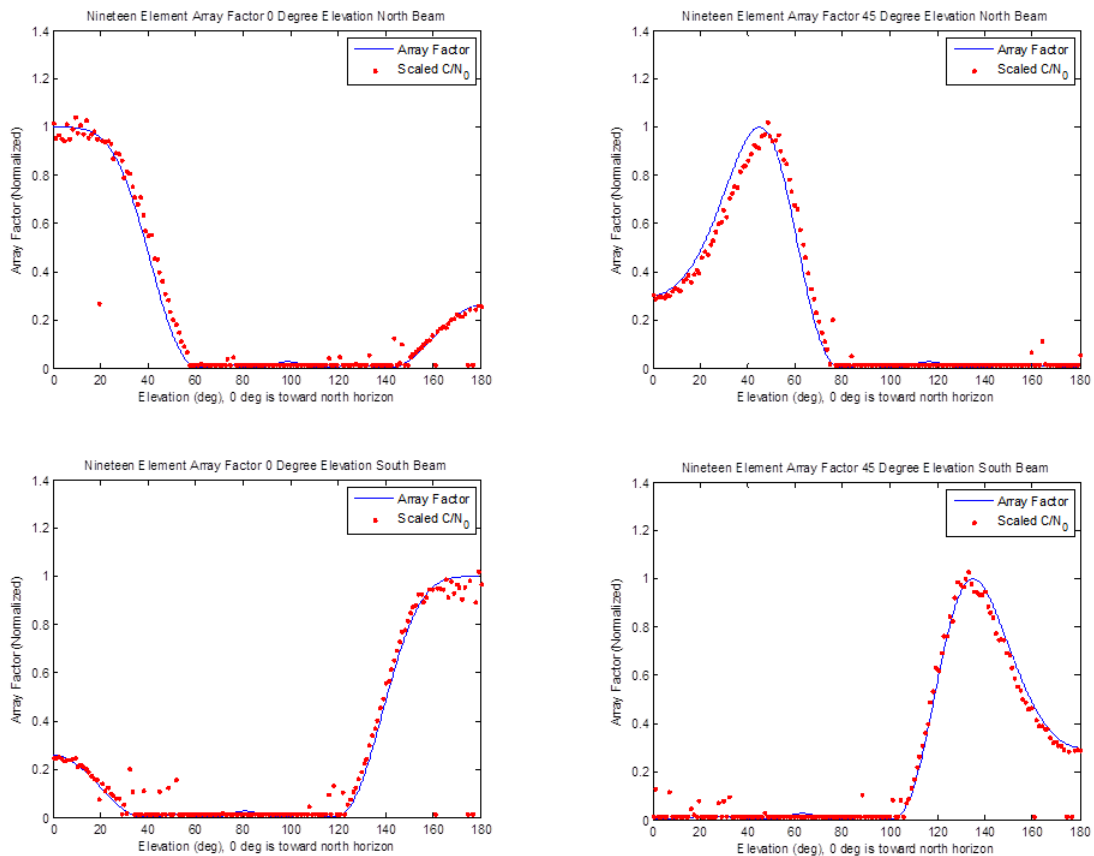 Nineteen Element Array Factor 0 Degree Elevation North Beam
1.4
1.2
1
0.8
0.6
0.4
0.2
0
Array Factor (Normalized)
Array Factor
Scaled C/N0
0 20 40 60 80 100 120 140 160 180
Elevation (deg), 0 deg is toward north horizon
Nineteen Element Array Factor 45 Degree Elevation North Beam
1.4
1.2
1
0.8
0.6
0.4
0.2
0
Array Factor (Normalized)
Array Factor
Scaled C/N0
0 20 40 60 80 100 120 140 160 180
Elevation (deg), 0 deg is toward north horizon
Nineteen Element Array Factor 0 Degree Elevation South Beam
1.4
1.2
1
0.8
0.6
0.4
0.2
0
Array Factor (Normalized)
Array Factor
Scaled C/N0
0 20 40 60 80 100 120 140 160 180
Elevation (deg), 0 deg is toward north horizon
Nineteen Element Array Factor 45 Degree Elevation South Beam
1.4
1.2
1
0.8
0.6
0.4
0.2
0
Array Factor (Normalized)
Array Factor
Scaled C/N0
0 20 40 60 80 100 120 140 160 180
Elevation (deg), 0 deg is toward north horizon